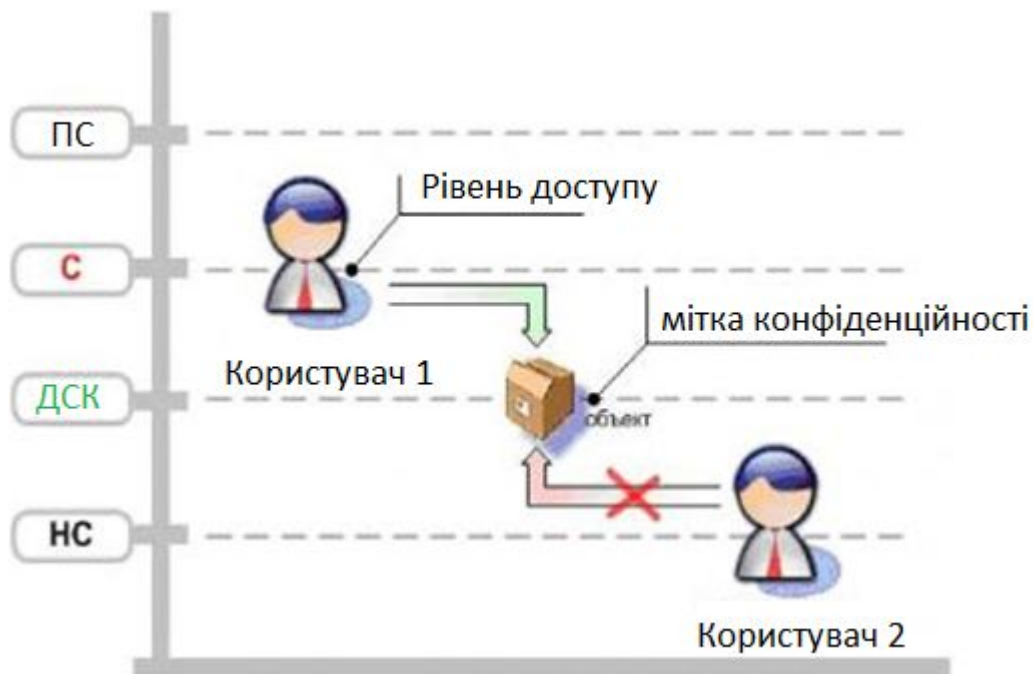 ПС
Рівень доступу
С
мітка конфіденційності
Користувач 1
ДСК
объект
НС
Користувач 2